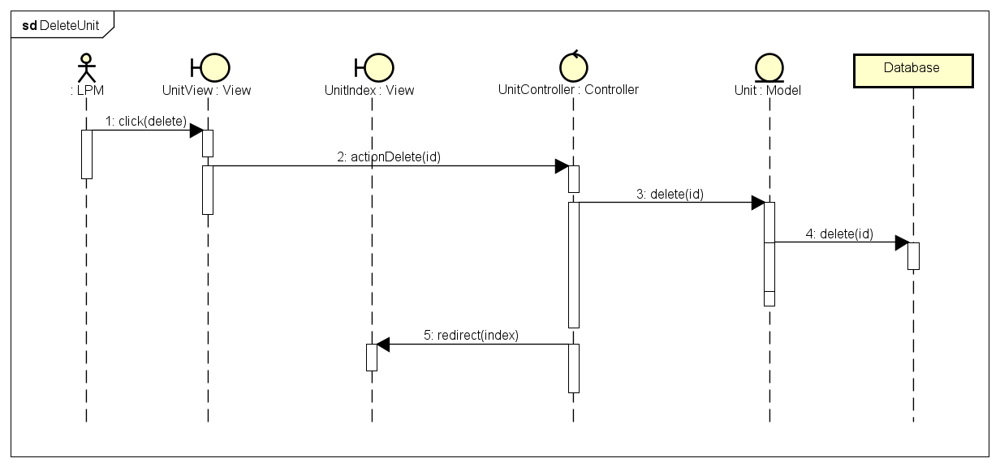 sd DeleteUnit
: LPM
UnitView : View
UnitIndex : View
UnitController : Controller
Unit : Model
Database
1: click(delete)
2: actionDelete(id)
3: delete(id)
4: delete(id)
5: redirect(index)